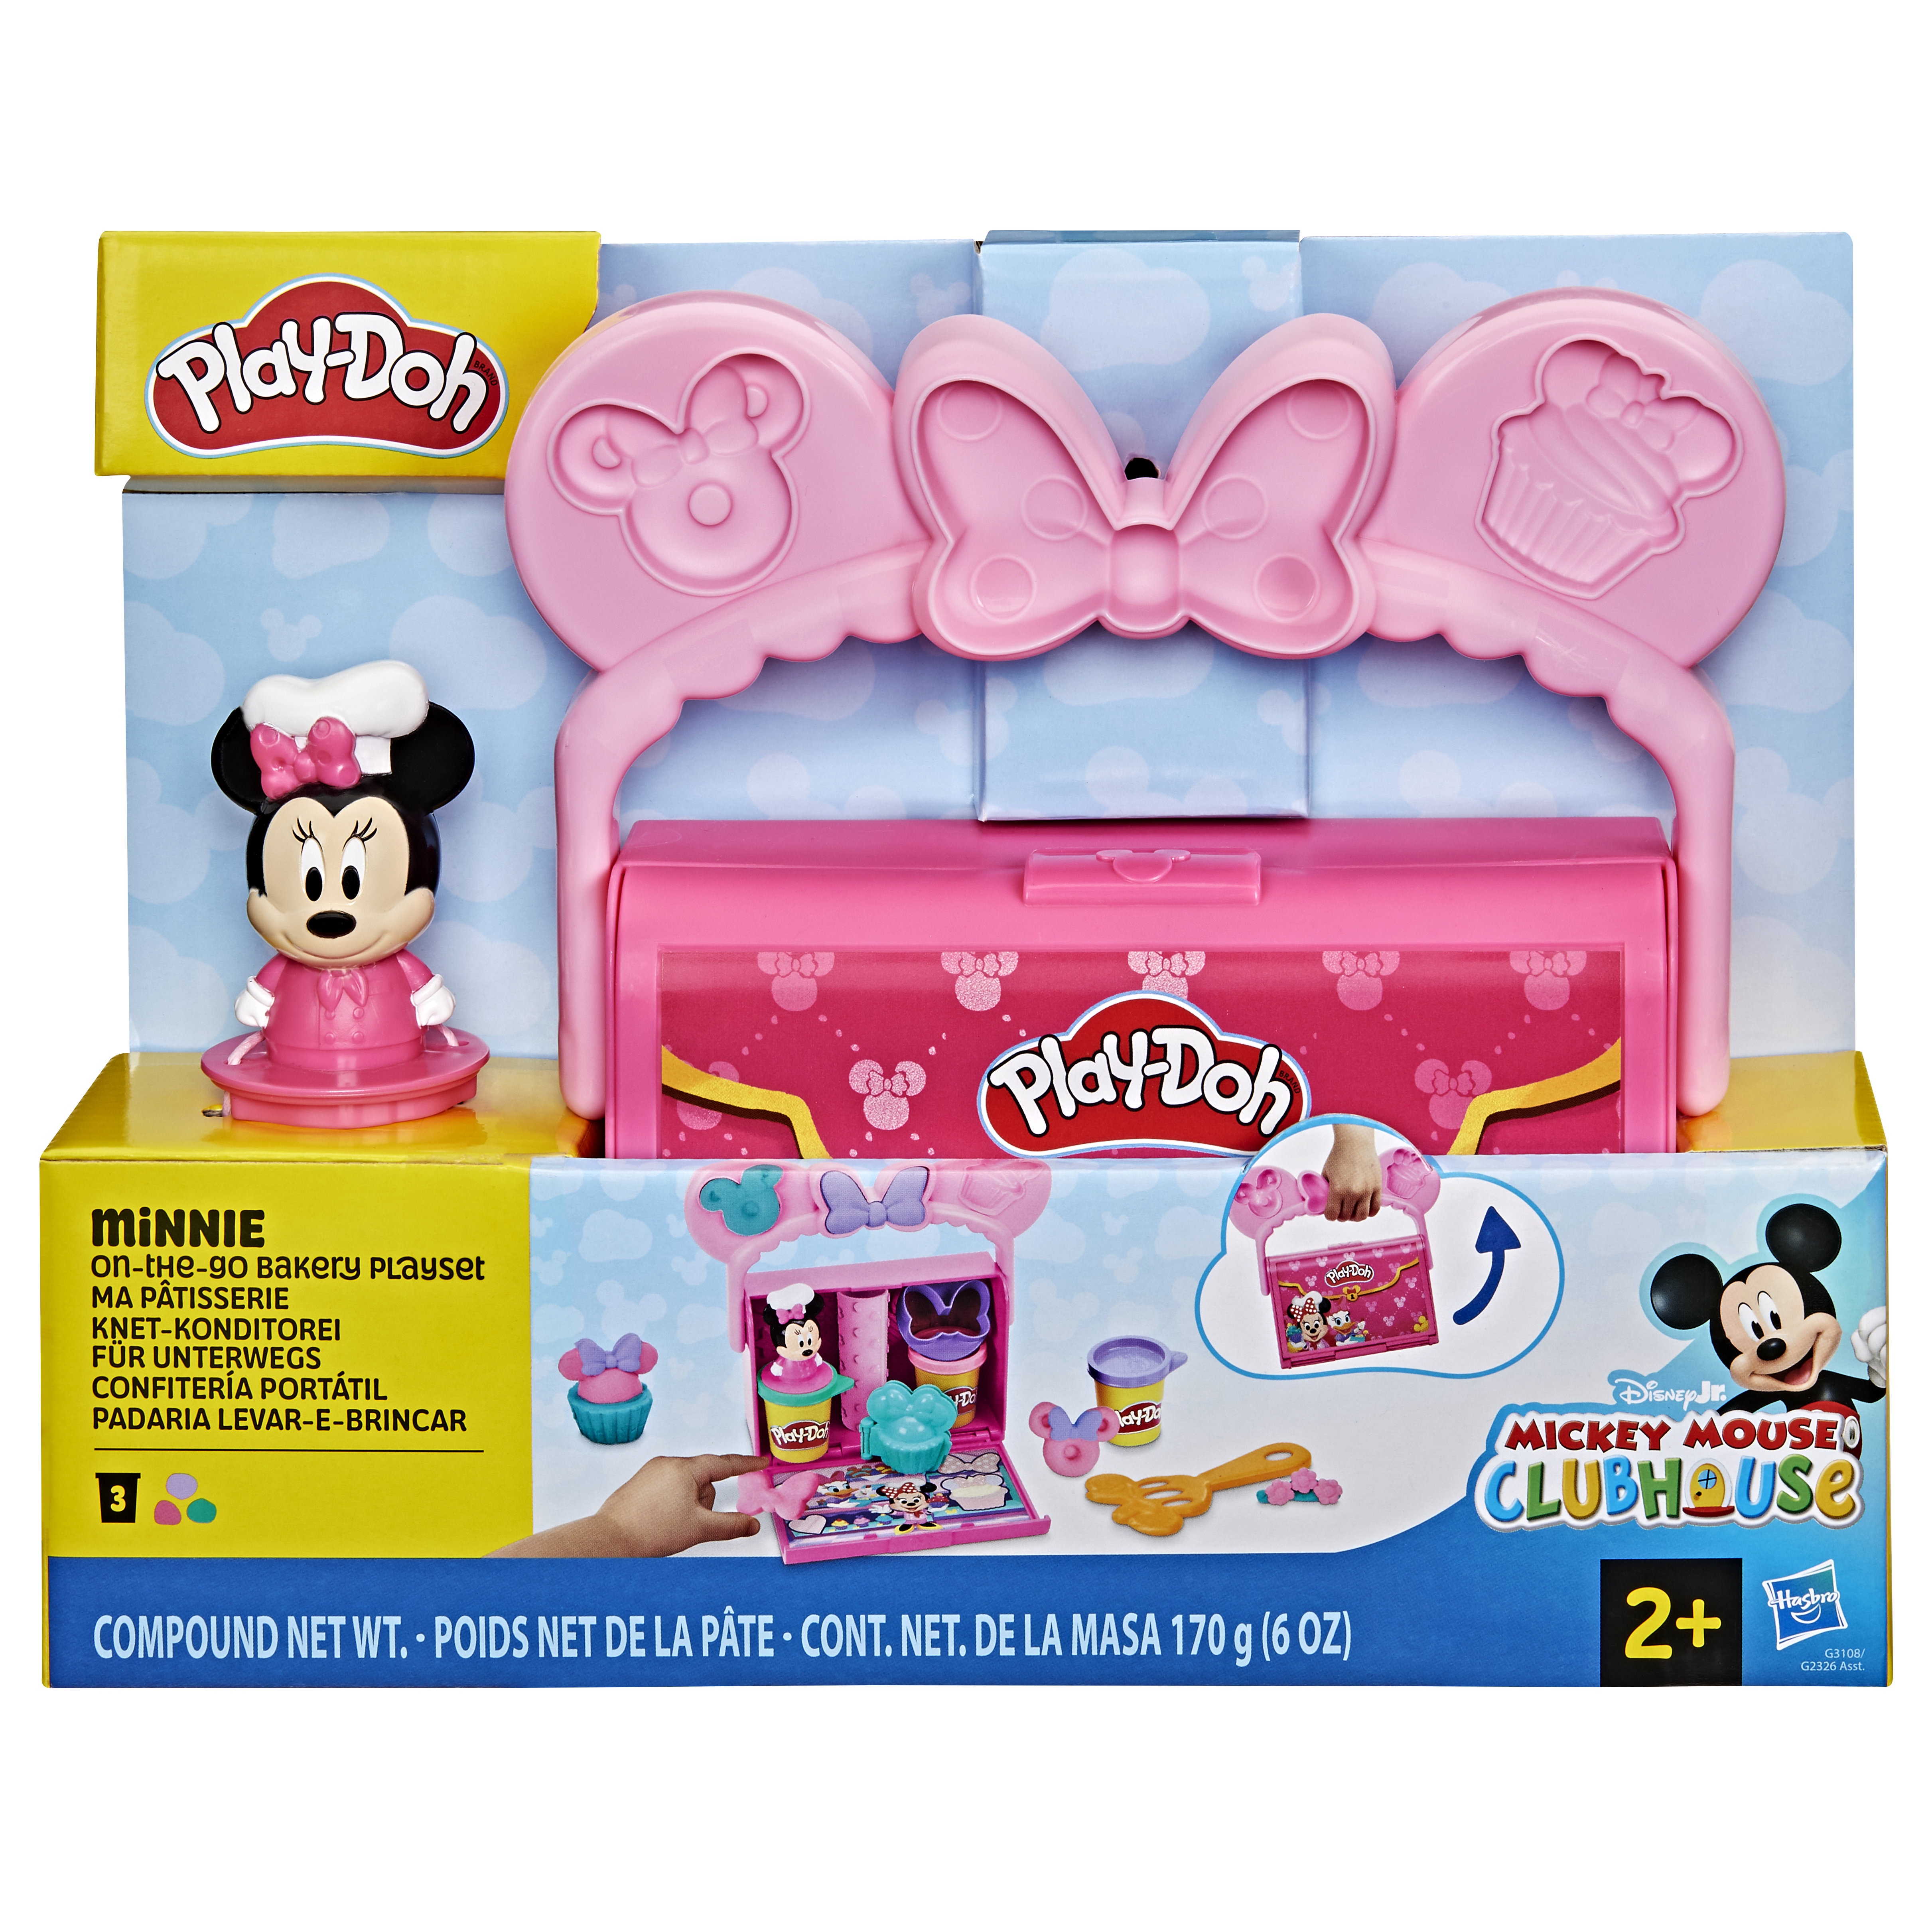 Play-Doh
BRAND
Play-Doh
BRAND
MiNNIE
On-the-go Bakery Playset
MA PÂTISSERIE
KNET-KONDITOREI
FÜR UNTERWEGS
CONFITERÍA PORTÁTIL
PADARIA LEVAR-E-BRINCAR
3
Play-Doh
Play-Doh
Disney Jr.
MICKEY MOUSE
CLUBHOUSE
COMPOUND NET WT. · POIDS NET DE LA PÂTE · CONT. NET. DE LA MASA 170 g (6 OZ)
2+
Hasbro
G3108/
G2326 Asst.